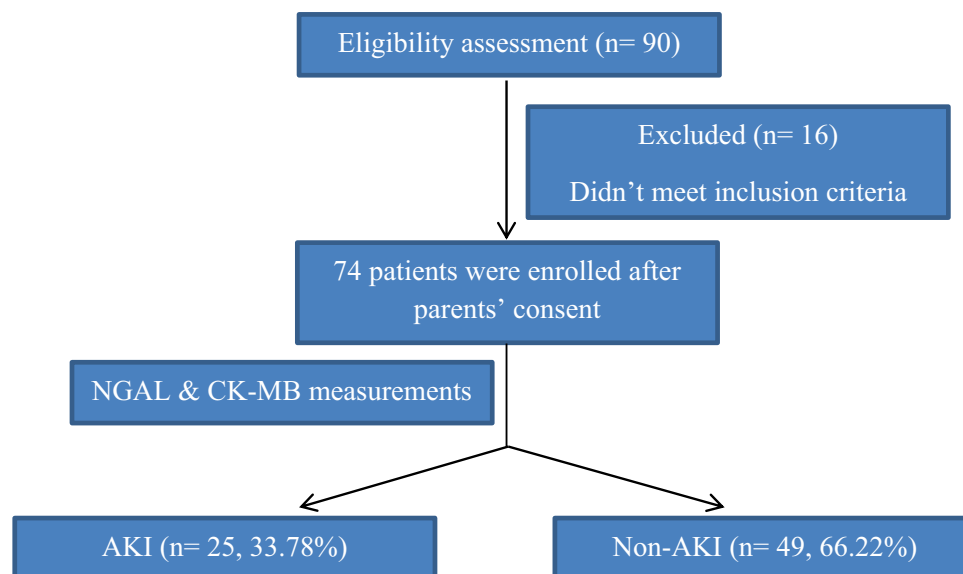 Eligibility assessment (n= 90)
Excluded (n= 16)
Didn’t meet inclusion criteria
74 patients were enrolled after
parents’ consent
NGAL & CK-MB measurements
AKI (n= 25, 33.78%)
Non-AKI (n= 49, 66.22%)